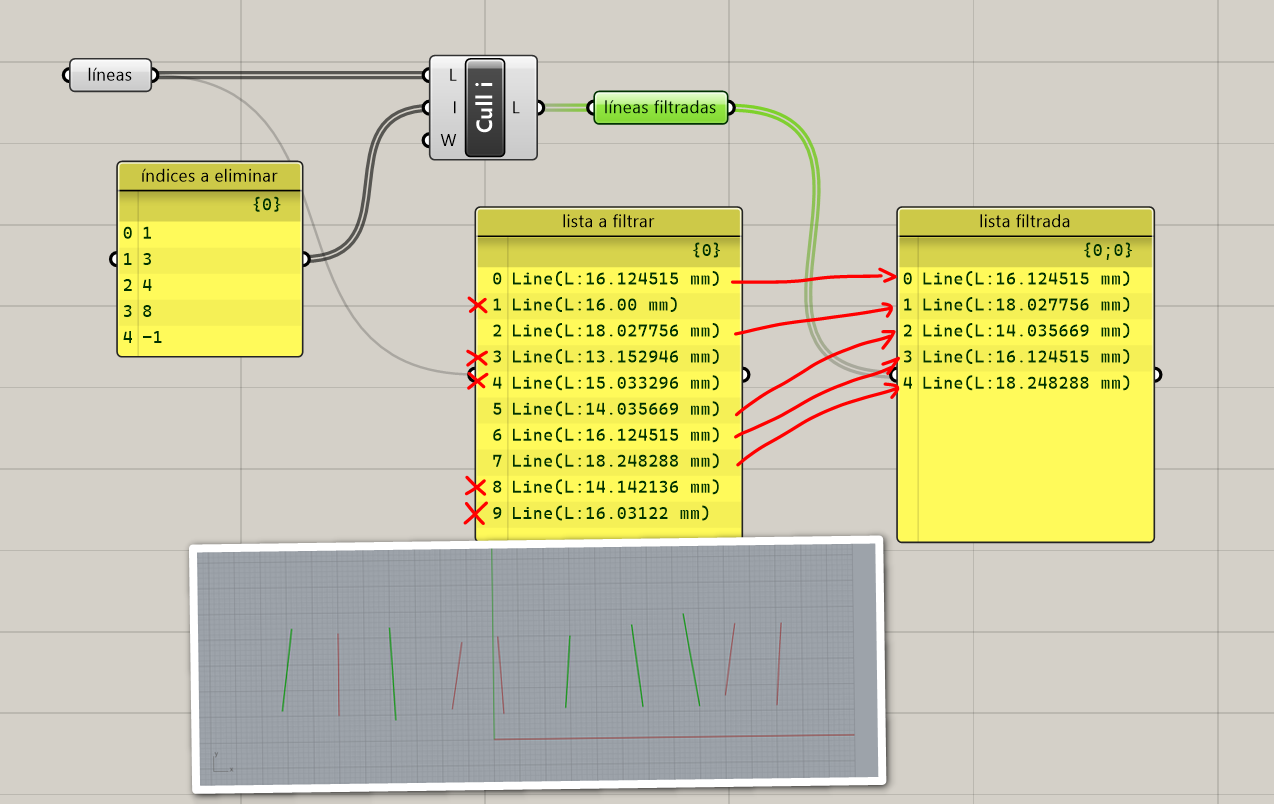 líneas
L
I
W
Cull i
L
líneas filtradas
índices a eliminar
{0}
0 1
1 3
2 4
3 8
4 -1
lista a filtrar
{0}
0 Line(L:16.124515 mm)
1 Line(L:16.00 mm)
2 Line(L:18.027756 mm)
3 Line(L:13.152946 mm)
4 Line(L:15.033296 mm)
5 Line(L:14.035669 mm)
6 Line(L:16.124515 mm)
7 Line(L:18.248288 mm)
8 Line(L:14.142136 mm)
9 Line(L:16.03122 mm)
lista filtrada
{0;0}
0 Line(L:16.124515 mm)
1 Line(L:18.027756 mm)
2 Line(L:14.035669 mm)
3 Line(L:16.124515 mm)
4 Line(L:18.248288 mm)
y
x